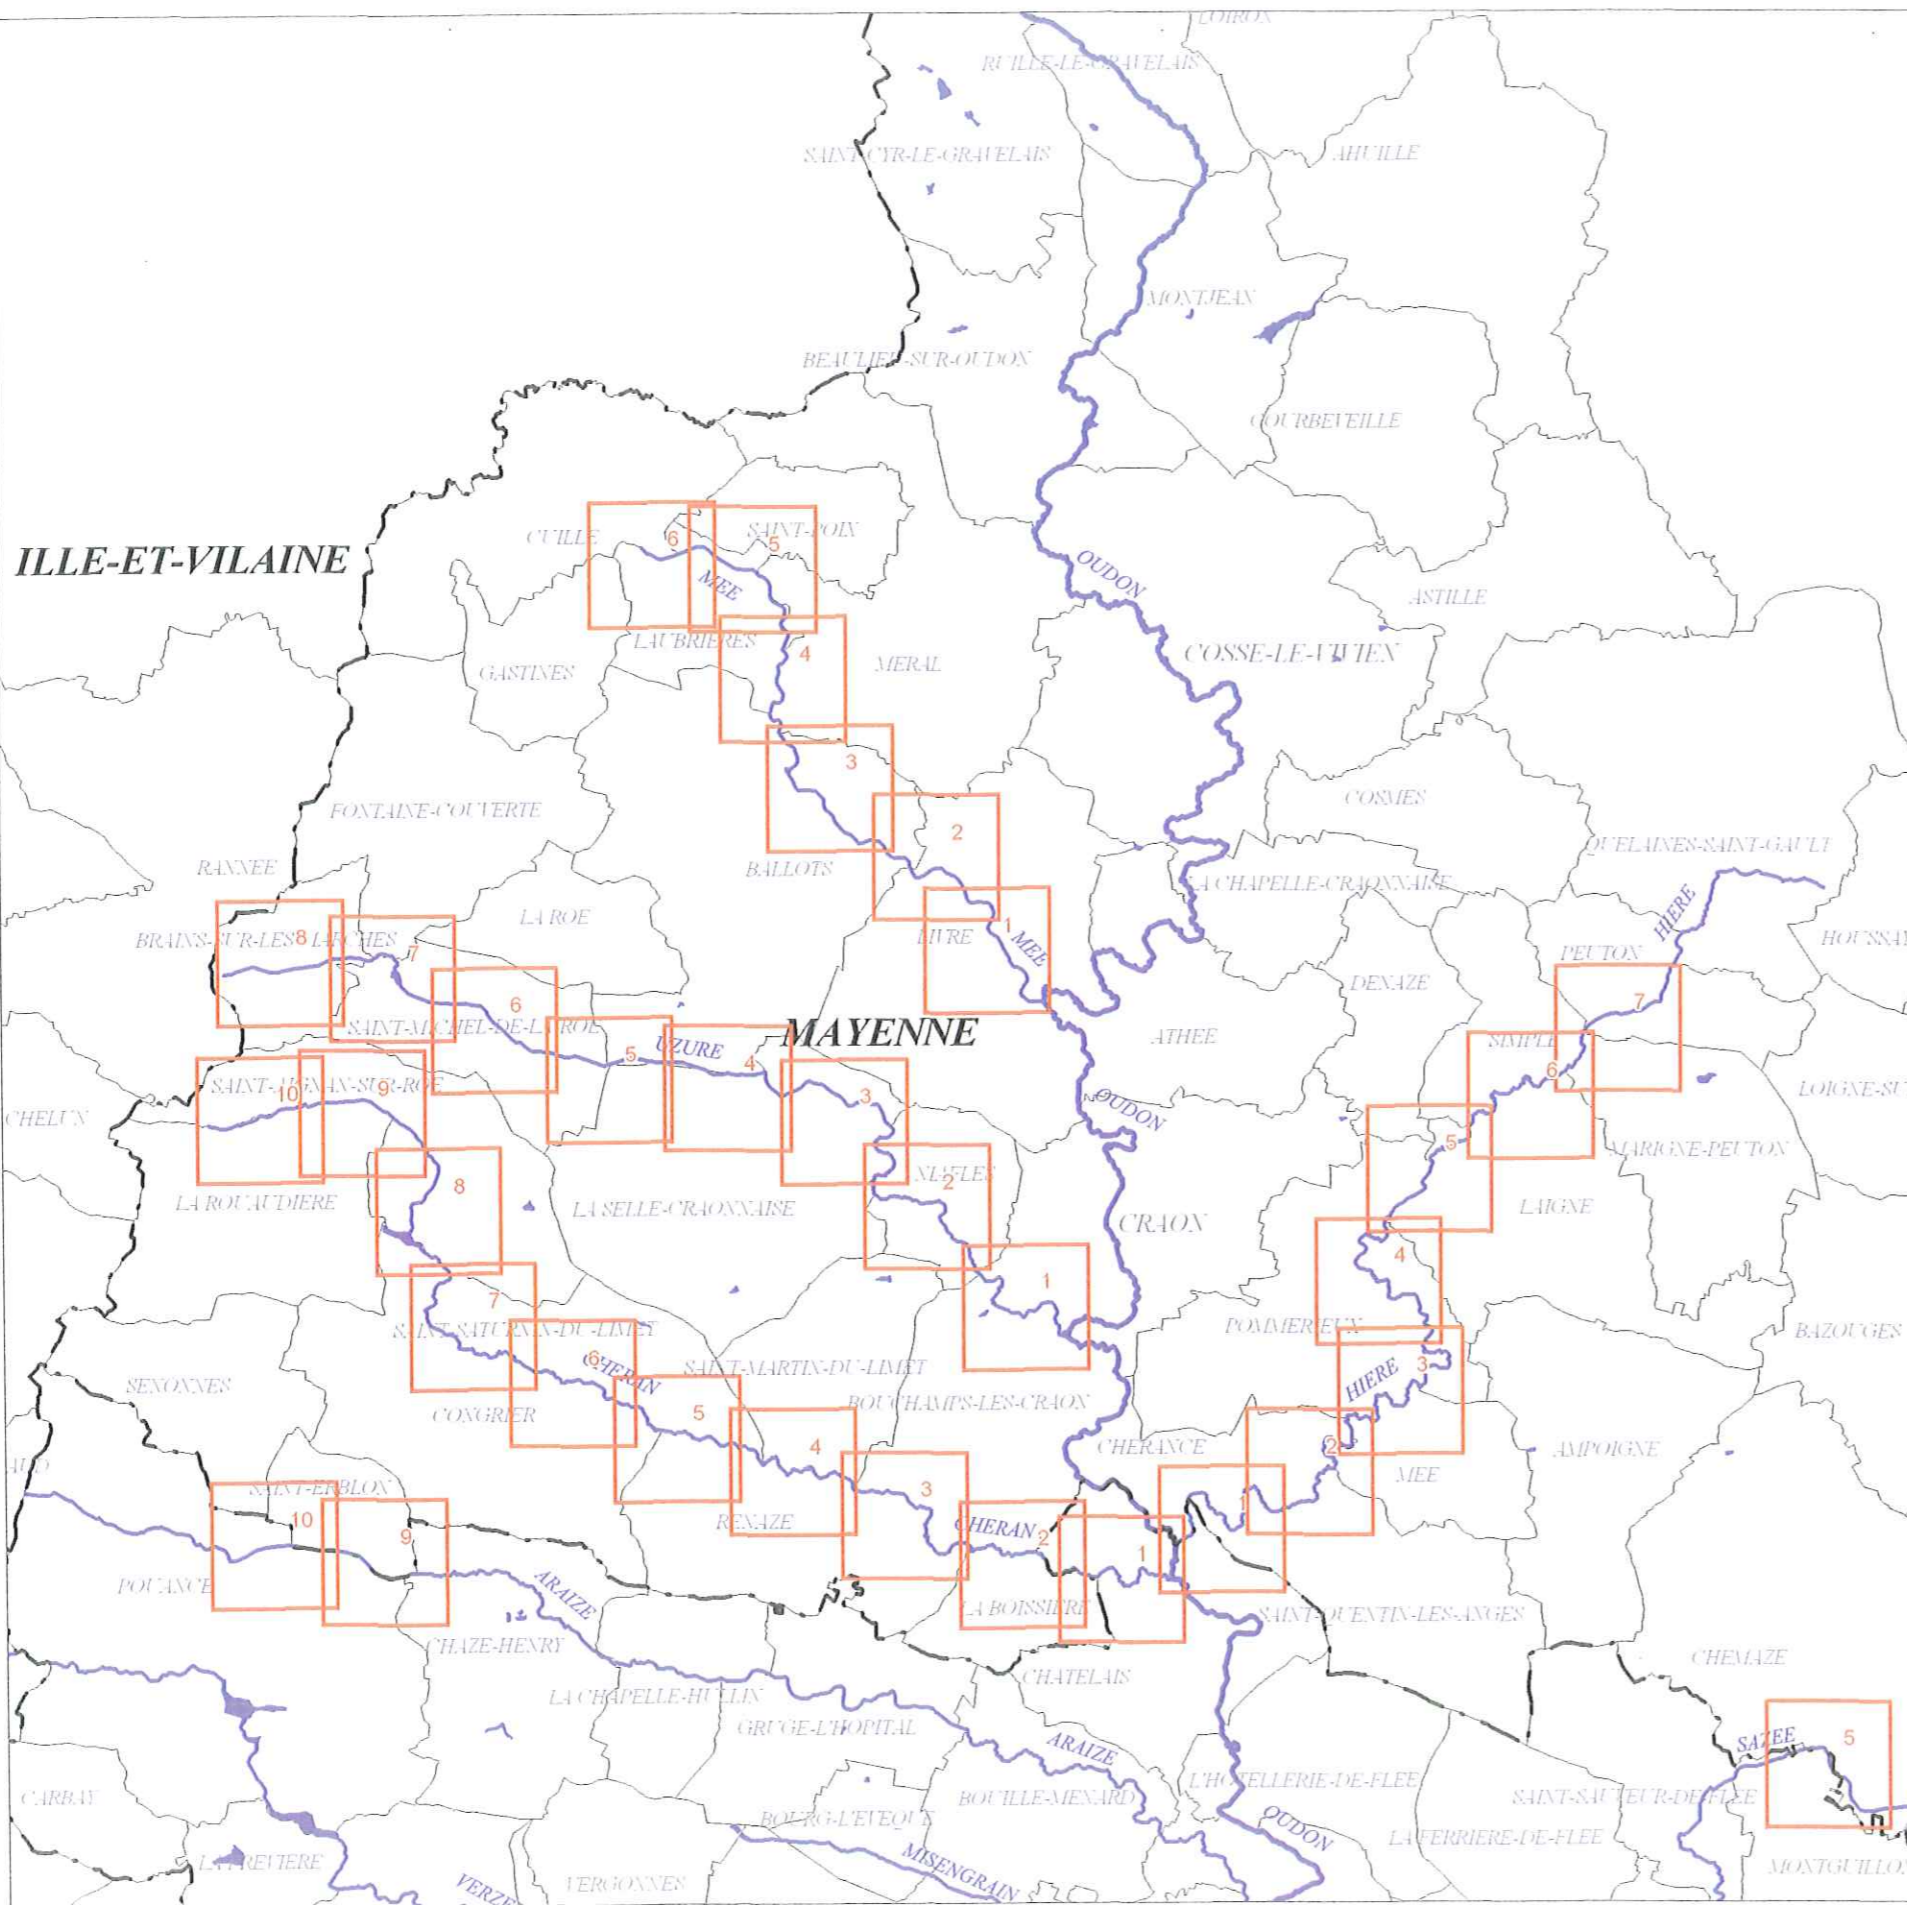 LOIRON
RUILLE-LE-GRAVELAIS
SAINT-CYR-LE-GRAVELAIS
AHUILLE
MONTJEAN
BEAULIEU-SUR-OUDON
COURBEVEILLE
ILLE-ET-VILAINE
CUILLE
6
SAINT-POIX
5
MEE
OUDON
ASTILLE
LAUBRIERES
4
MERAL
COSSE-LE-VIVIEN
GASTINES
3
FONTAINE-COUVERTE
COSMES
2
QUELAINES-SAINT-GAULT
RANNEE
BALLOTS
LA CHAPELLE-CRAONNAISE
HIERE
LA ROE
BRAINS-SUR-LES MARCHES
8
7
LIVRE
1
MEE
PEUTON
HOUSSAY
DENAZE
7
6
SAINT-MICHEL-DE-LA ROE
MAYENNE
ATHEE
SIMPLE
5
UZURE
4
6
SAINT-AIGNAN-SUR-ROE
10
9
3
OUDON
LOIGNE-SU
CHELUN
5
MARIGNE-PEUTON
8
NIAFLES
2
LA ROUAUDIERE
LA SELLE-CRAONNAISE
CRAON
LAIGNE
4
7
1
SAINT-SATURNIN-DU-LIMET
POMMERIEUX
BAZOUGES
6
CHERAN
SAINT-MARTIN-DU-LIMET
HIERE
3
SENONNES
CONGRIER
5
BOUCHAMPS-LES-CRAON
4
CHERANCE
2
AMPOIGNE
MEE
SAINT-ERBLON
10
9
RENAZE
3
CHERAN
2
1
1
POUANCE
ARAIZE
LA BOISSIERE
SAINT-QUENTIN-LES-ANGES
CHAZE-HENRY
CHATELAIS
CHEMAZE
LA CHAPELLE-HULLIN
GRUGE-L'HOPITAL
ARAIZE
SAZEE
5
L'HOTELLERIE-DE-FLEE
CARBAY
BOURG-L'EVEQUE
BOUILLE-MENARD
OUDON
SAINT-SAUVEUR-DE-FLEE
LA FERRIERE-DE-FLEE
LA PREVIERE
MISENGRAIN
MONTGUILLO
VERZE
VERGONNES